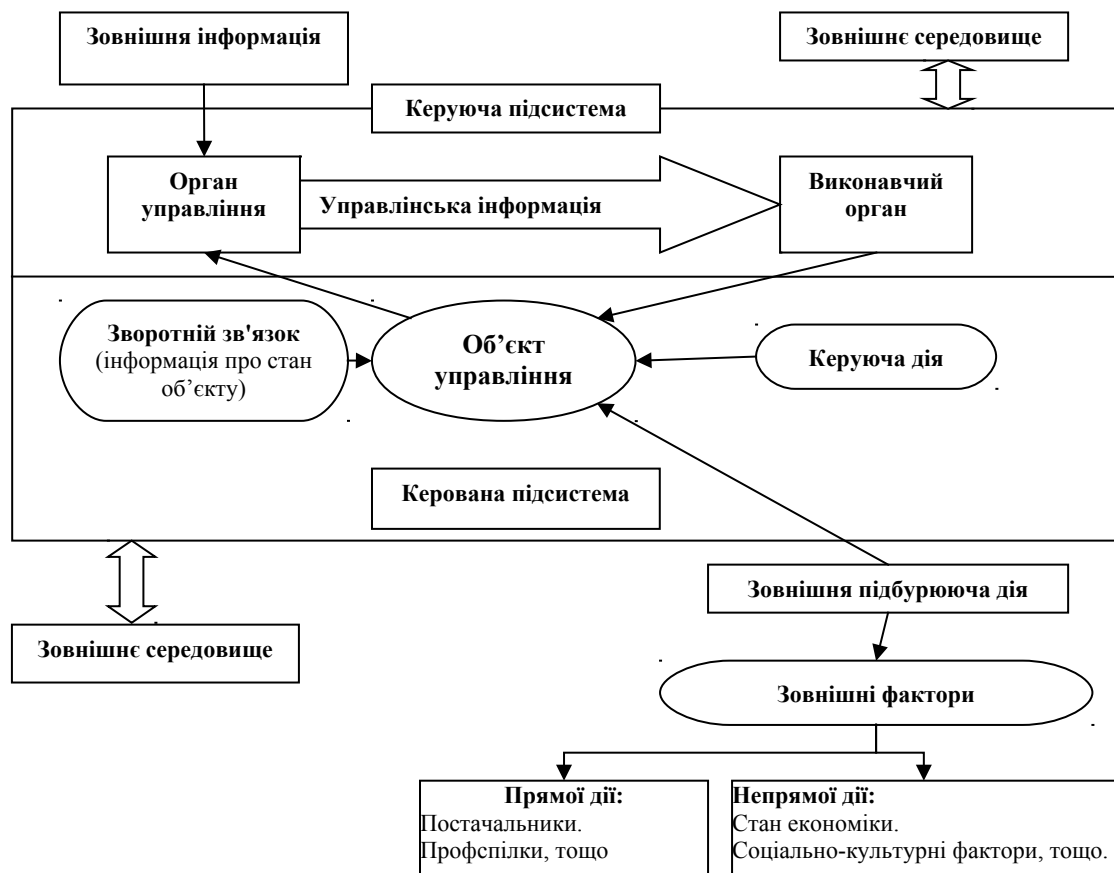 Зовнішня інформація
Зовнішнє середовище
Керуюча підсистема
Орган
управління
Управлінська інформація
Виконавчий
орган
Зворотній зв'язок
(інформація про стан
об’єкту)
Об’єкт
управління
Керуюча дія
Керована підсистема
Зовнішня підбурююча дія
Зовнішнє середовище
Зовнішні фактори
Прямої дії:
Постачальники.
Профспілки, тощо
Непрямої дії:
Стан економіки.
Соціально-культурні фактори, тощо.